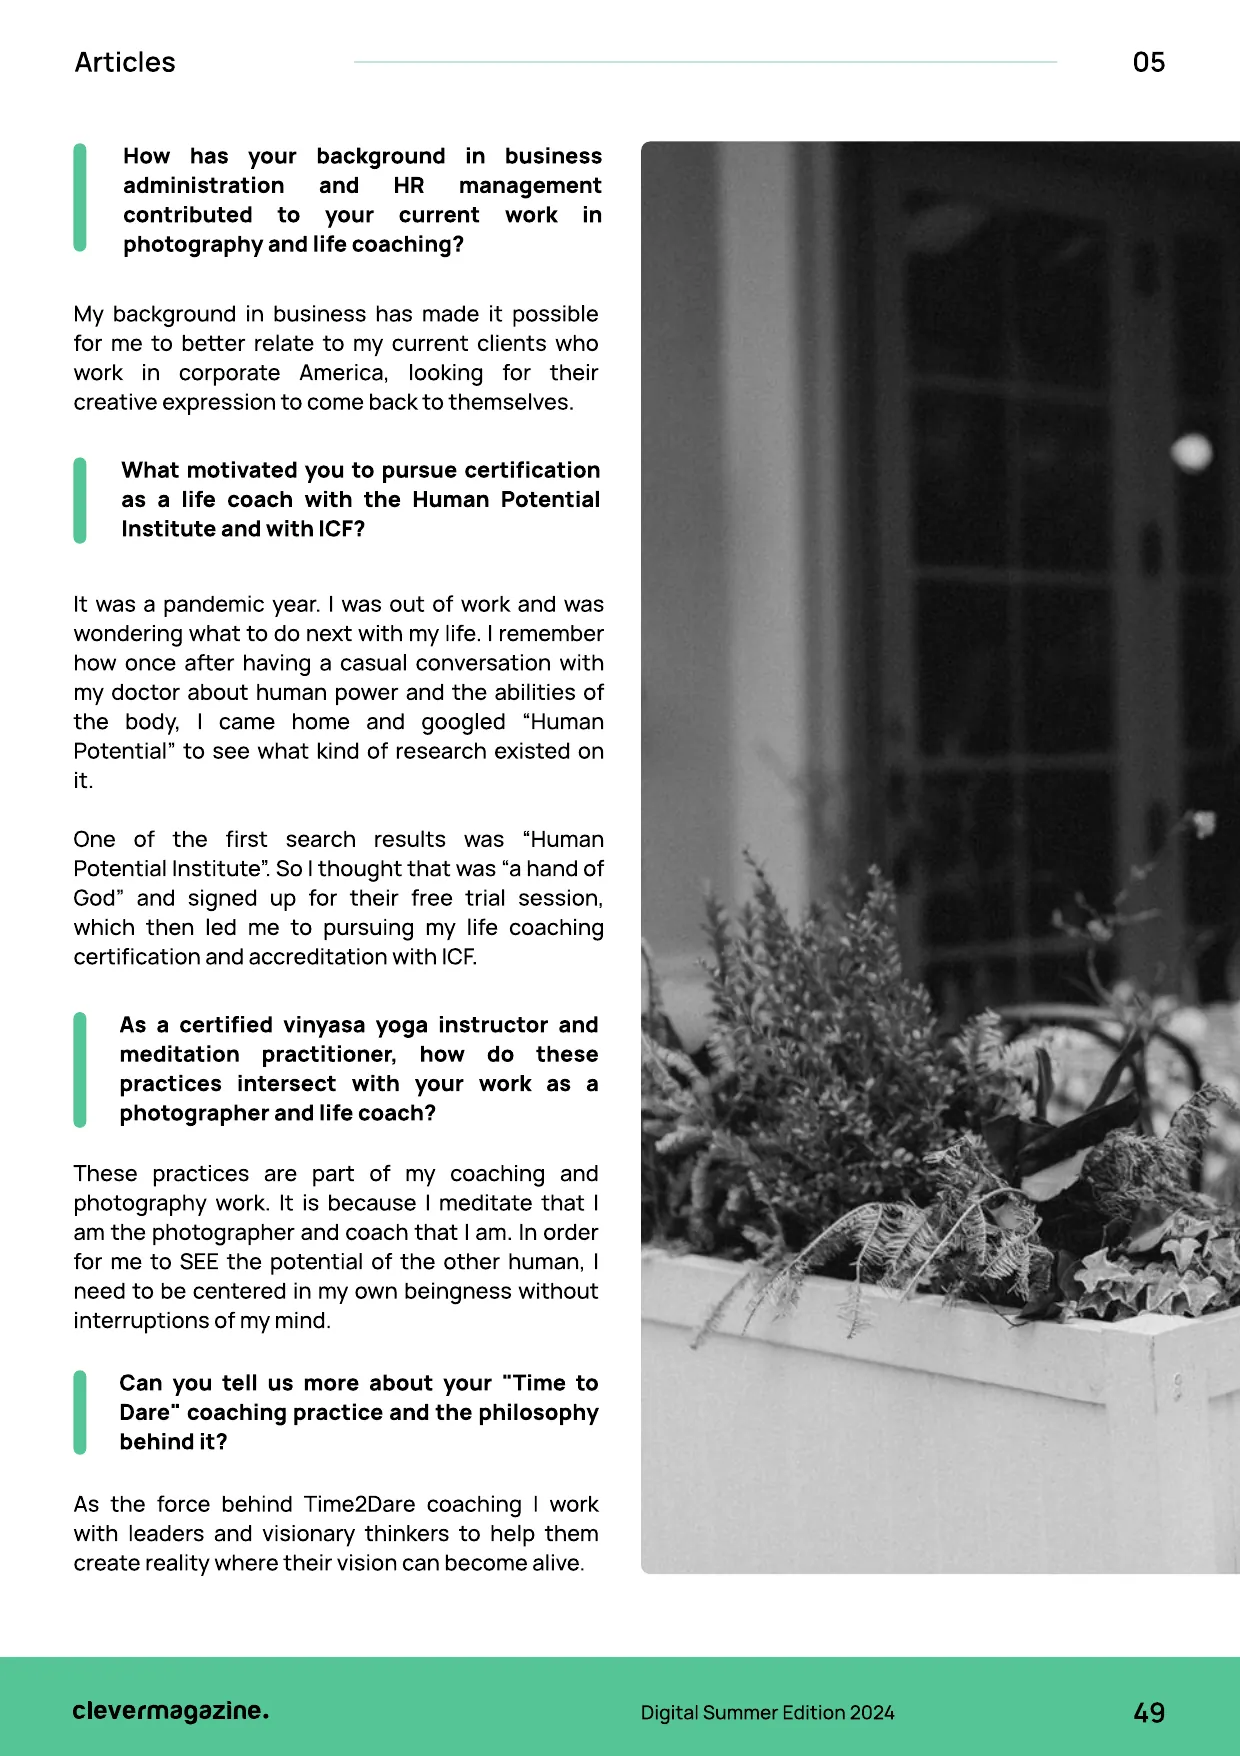 Articles
05
How has your background in business
administration and HR management
contributed to your current work in
photography and life coaching?
My background in business has made it possible
for me to better relate to my current clients who
work in corporate America, looking for their
creative expression to come back to themselves.
What motivated you to pursue certification
as a life coach with the Human Potential
Institute and with ICF?
It was a pandemic year. I was out of work and was
wondering what to do next with my life. I remember
how once after having a casual conversation with
my doctor about human power and the abilities of
the body, I came home and googled “Human
Potential” to see what kind of research existed on
it.
One of the first search results was “Human
Potential Institute”. So I thought that was “a hand of
God” and signed up for their free trial session,
which then led me to pursuing my life coaching
certification and accreditation with ICF.
As a certified vinyasa yoga instructor and
meditation practitioner, how do these
practices intersect with your work as a
photographer and life coach?
These practices are part of my coaching and
photography work. It is because I meditate that I
am the photographer and coach that I am. In order
for me to SEE the potential of the other human, I
need to be centered in my own beingness without
interruptions of my mind.
Can you tell us more about your "Time to
Dare" coaching practice and the philosophy
behind it?
As the force behind Time2Dare coaching I work
with leaders and visionary thinkers to help them
create reality where their vision can become alive.
clevermagazine.
Digital Summer Edition 2024
49